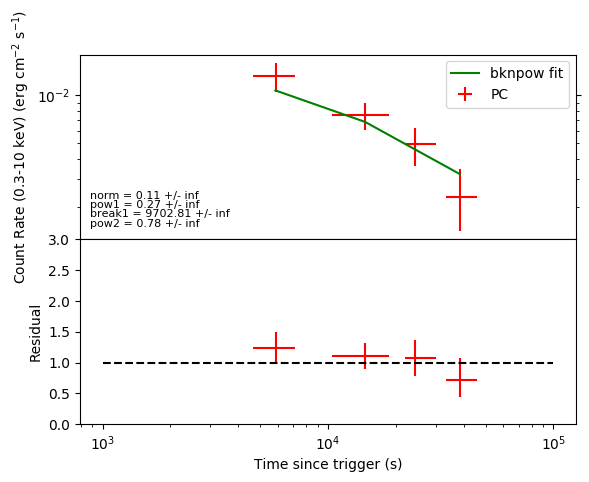 Count Rate (0.3-10 keV) (erg cm⁻² s⁻¹)
10⁻²
bknpow fit
PC
norm = 0.11 +/- inf
pow1 = 0.27 +/- inf
break1 = 9702.81 +/- inf
pow2 = 0.78 +/- inf
Residual
3.0
2.5
2.0
1.5
1.0
0.5
0.0
10³
10⁴
10⁵
Time since trigger (s)